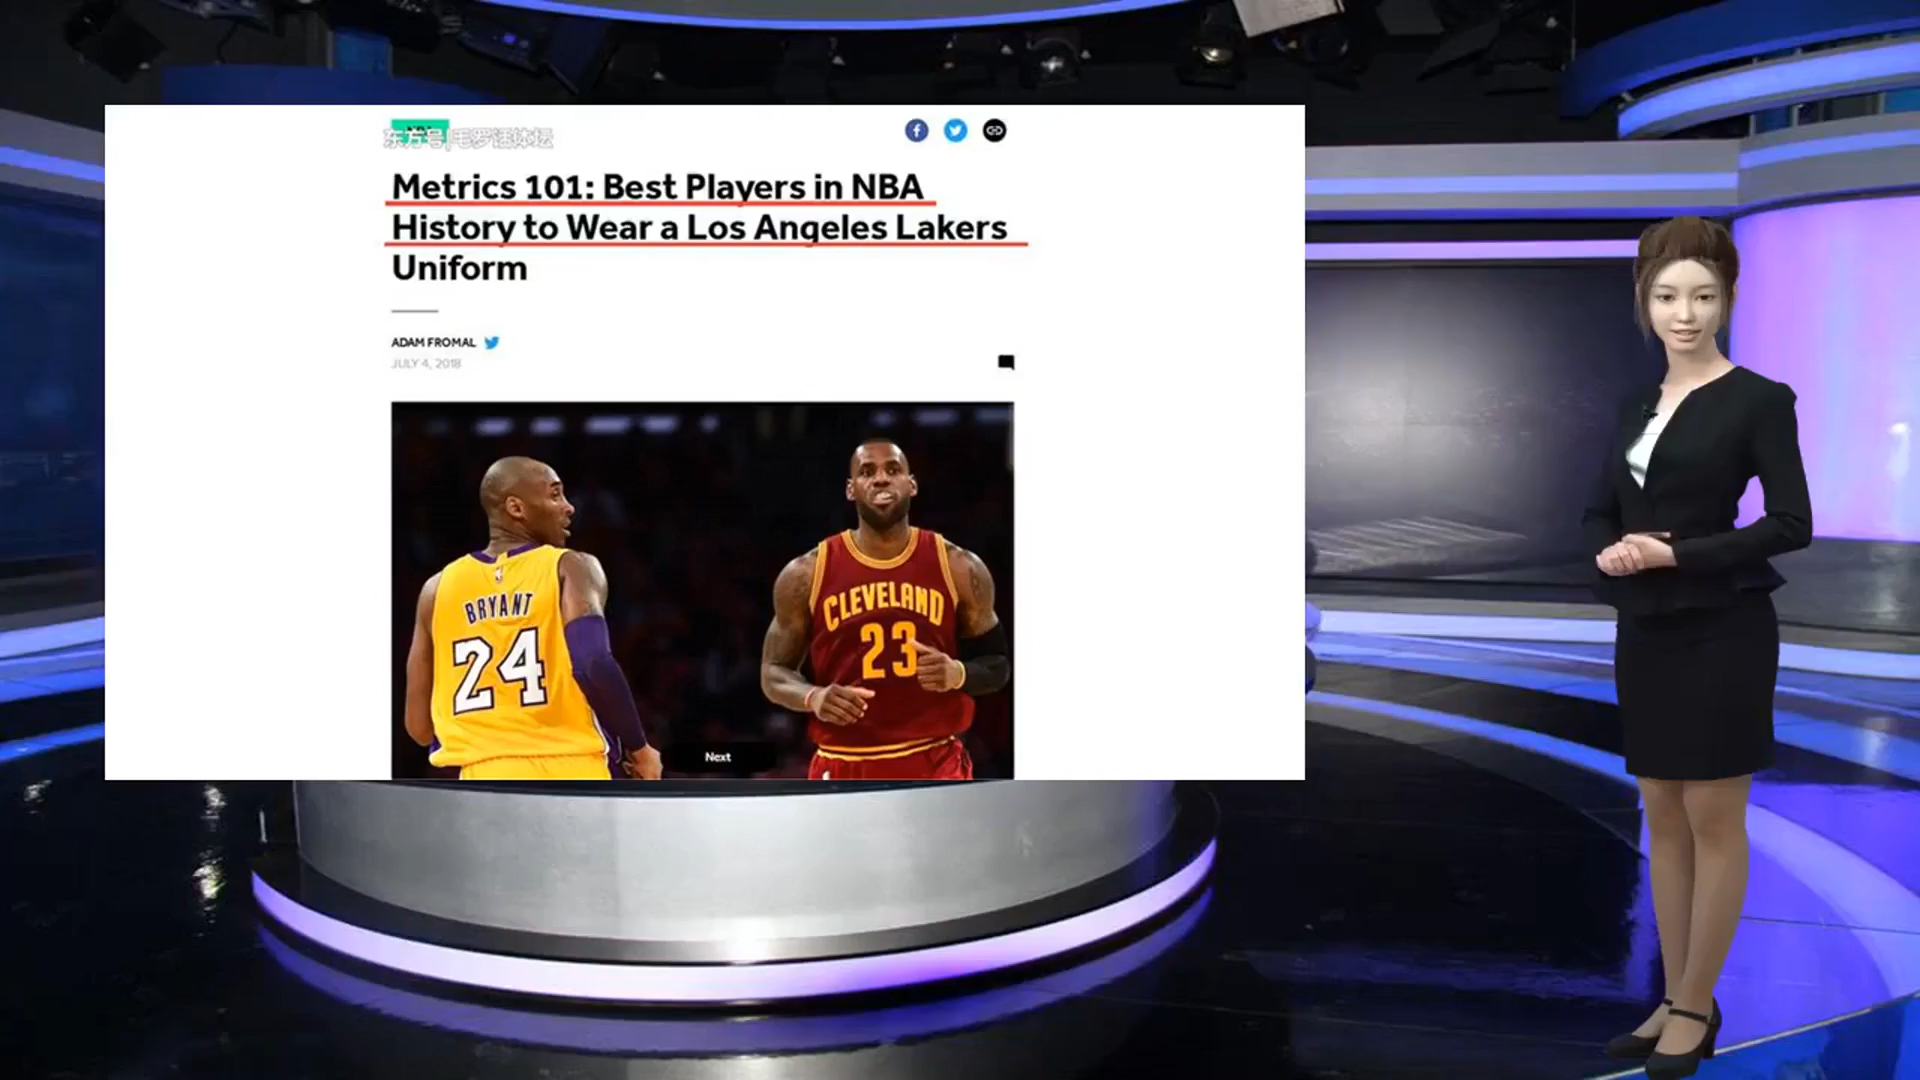 东方号|毛罗话体坛
Metrics 101: Best Players in NBA
History to Wear a Los Angeles Lakers
Uniform
ADAM FROMAL
JULY 4, 2018
BRYANT
24
CLEVELAND
23
Next